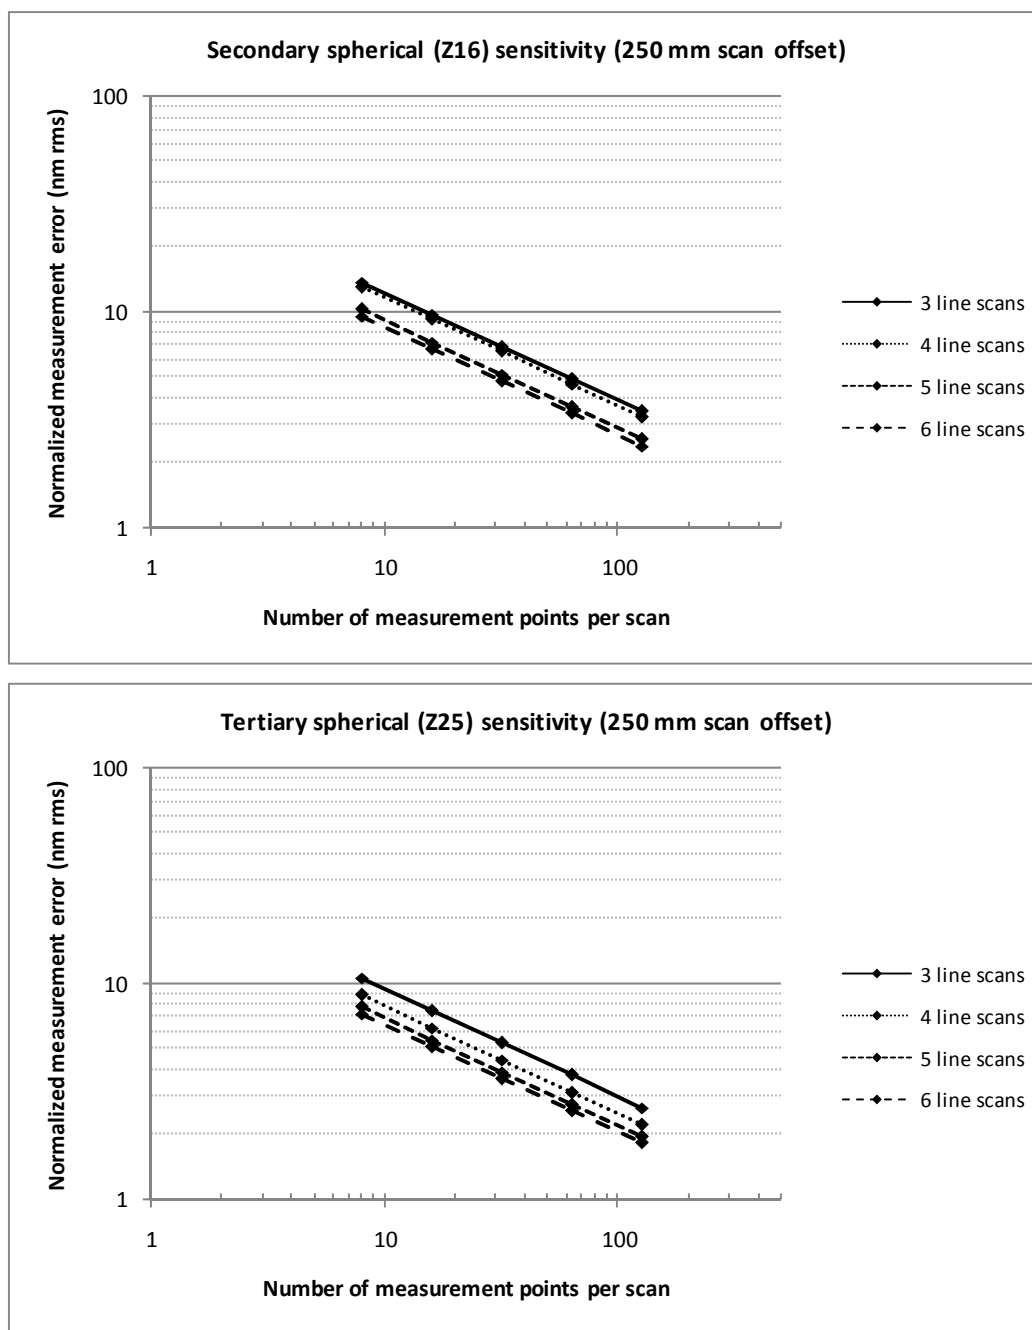 Secondary spherical (Z16) sensitivity (250 mm scan offset)
Normalized measurement error (nm rms)
100
10
1
1
10
100
Number of measurement points per scan
3 line scans
4 line scans
5 line scans
6 line scans
Tertiary spherical (Z25) sensitivity (250 mm scan offset)
Normalized measurement error (nm rms)
100
10
1
1
10
100
Number of measurement points per scan
3 line scans
4 line scans
5 line scans
6 line scans